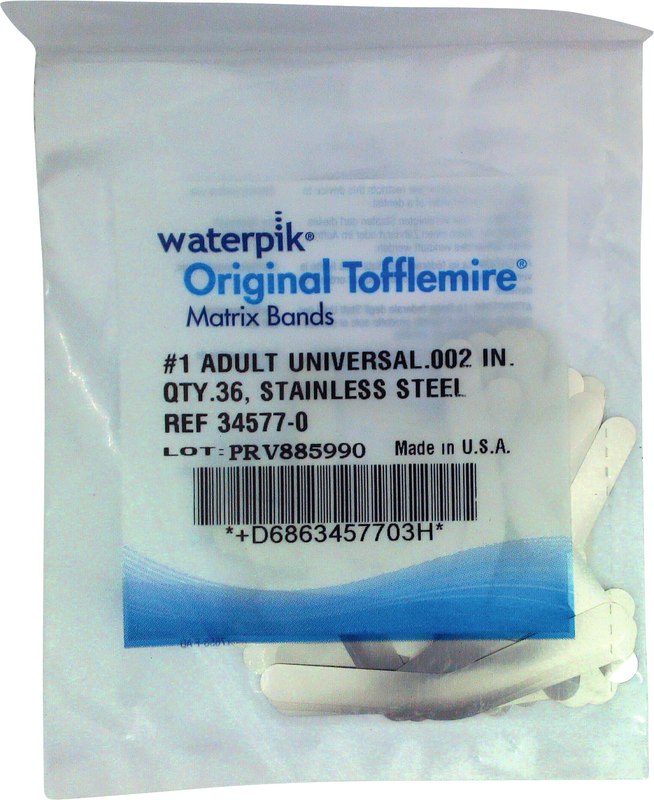 waterpik®
Original Tofflemire®
Matrix Bands
#1 ADULT UNIVERSAL.002 IN.
QTY.36, STAINLESS STEEL
REF 34577-0
LOT: PRV885990 Made in U.S.A.
*+D6863457703H*